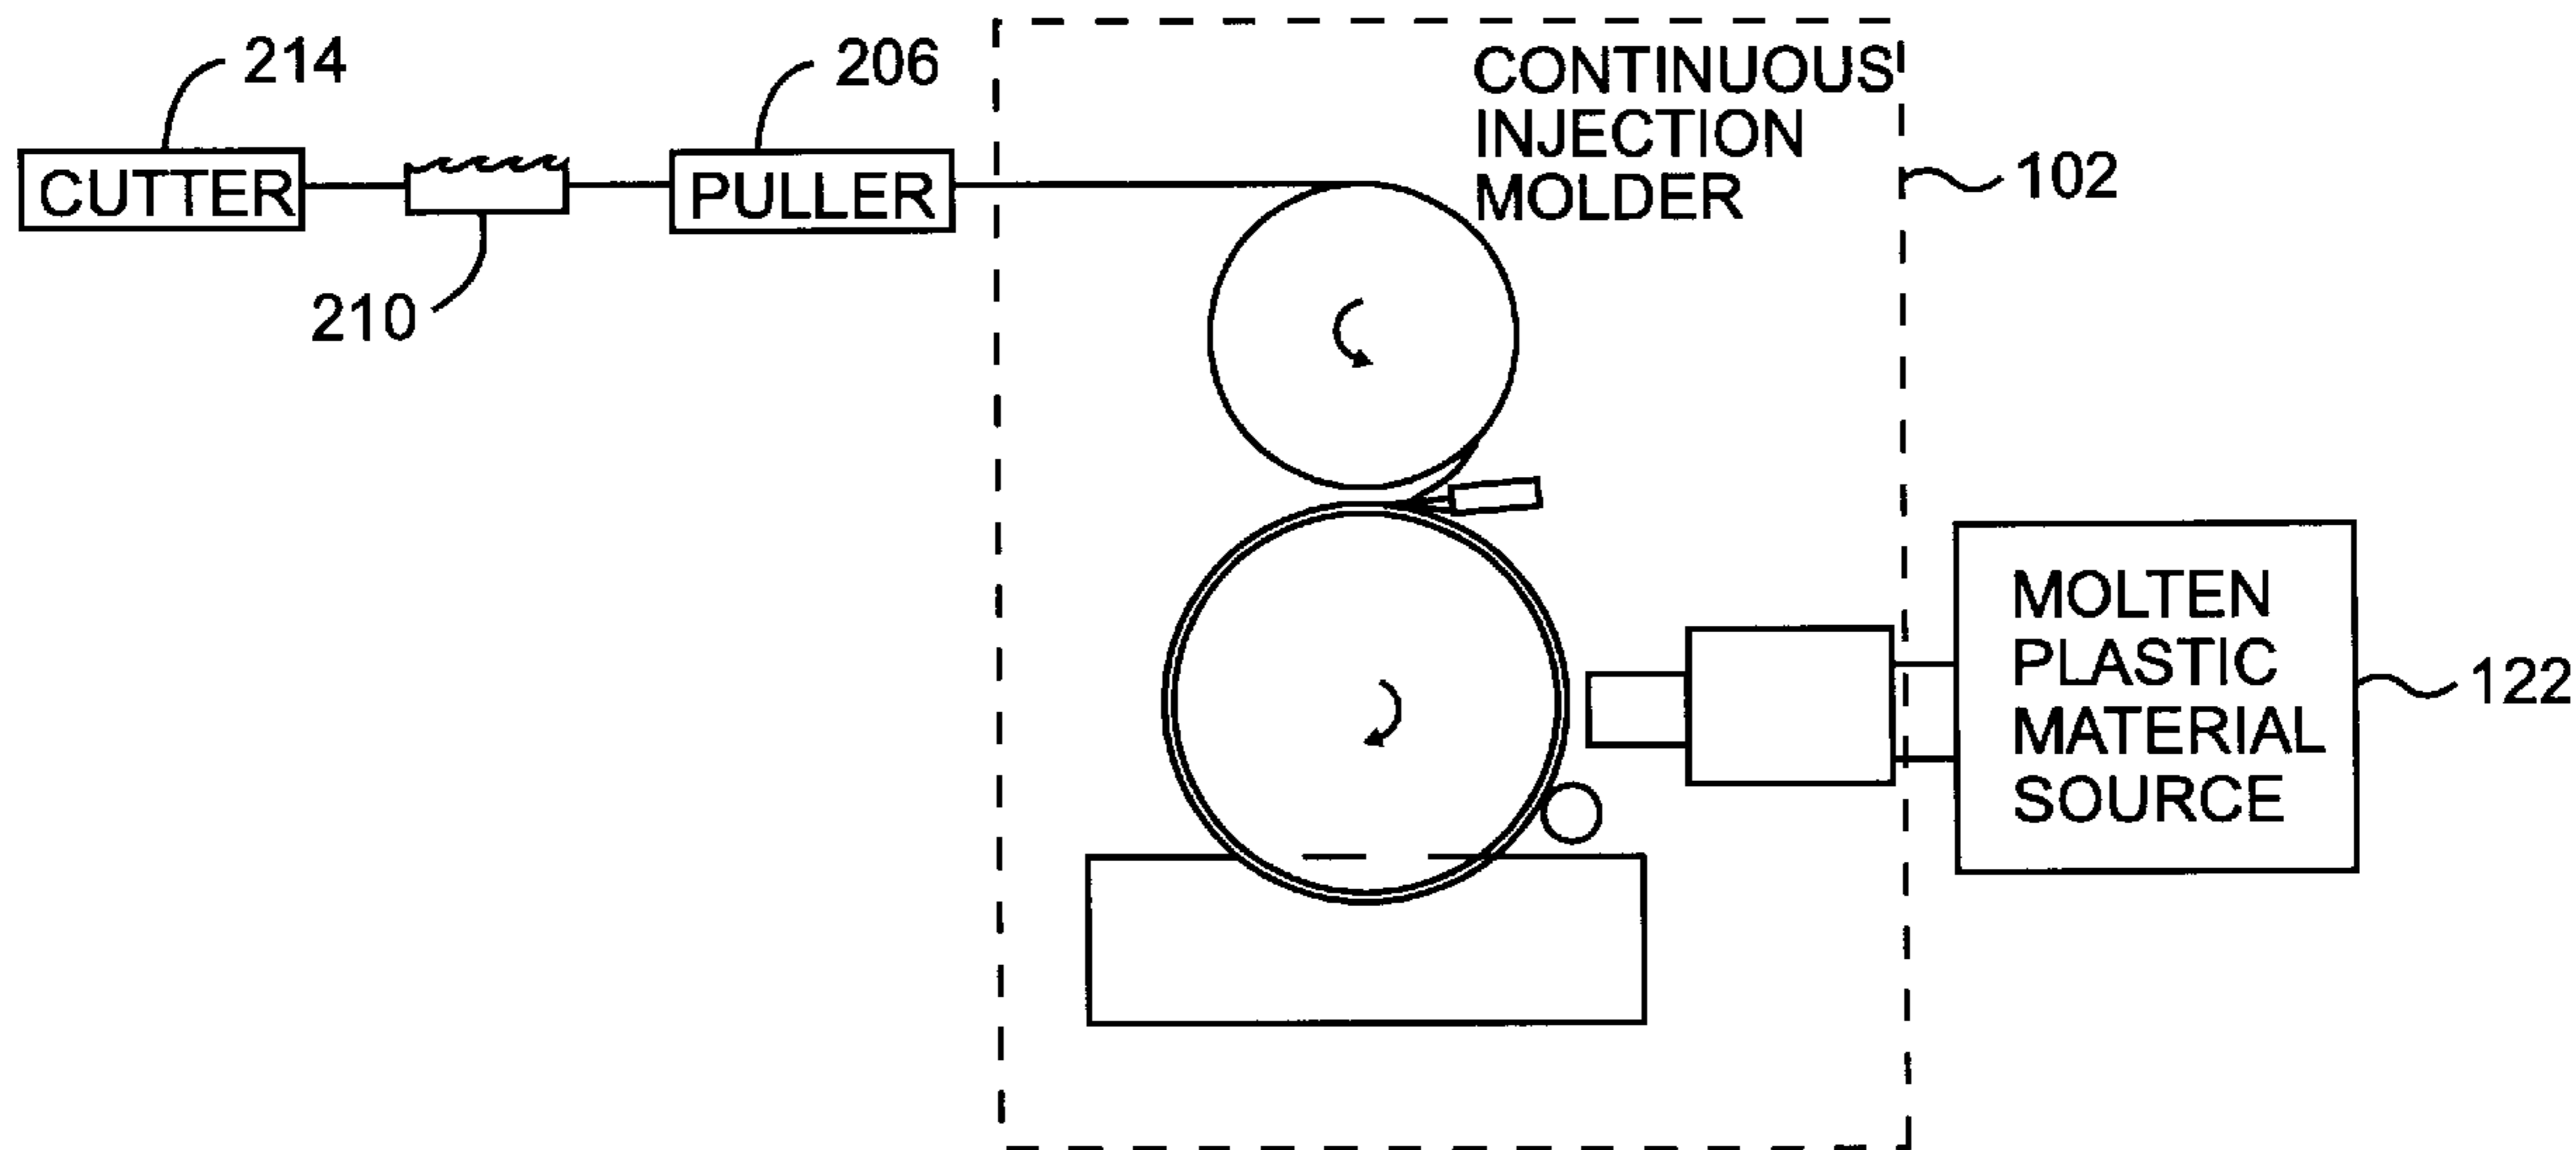 214
206
CONTINUOUS
INJECTION
MOLDER
102
CUTTER
PULLER
210
MOLTEN
PLASTIC
MATERIAL
SOURCE
122